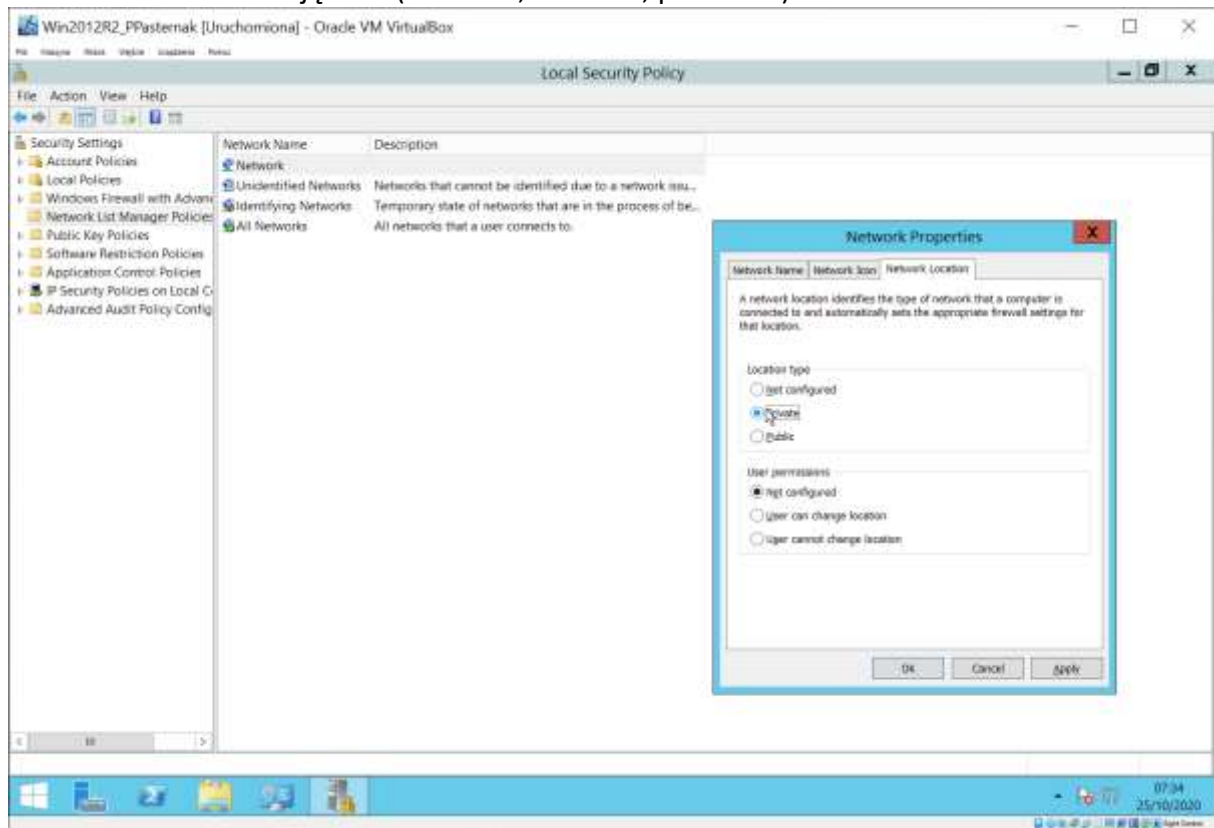 Win2012R2_PPasternak [Uruchomiona] - Oracle VM VirtualBox
Local Security Policy
File Action View Help
Security Settings
Account Policies
Local Policies
Windows Firewall with Advan
Network List Manager Policies
Public Key Policies
Software Restriction Policies
Application Control Policies
IP Security Policies on Local C
Advanced Audit Policy Config
Network Name Description
Network
Unidentified Networks Networks that cannot be identified due to a network issu...
Identifying Networks Temporary state of networks that are in the process of be...
All Networks All networks that a user connects to.
Network Properties
Network Name Network Icon Network Location
A network location identifies the type of network that a computer is
connected to and automatically sets the appropriate firewall settings for
that location.
Location type
Not configured
Private
Public
User permissions
Not configured
User can change location
User cannot change location
OK Cancel Apply
07:34
25/10/2020